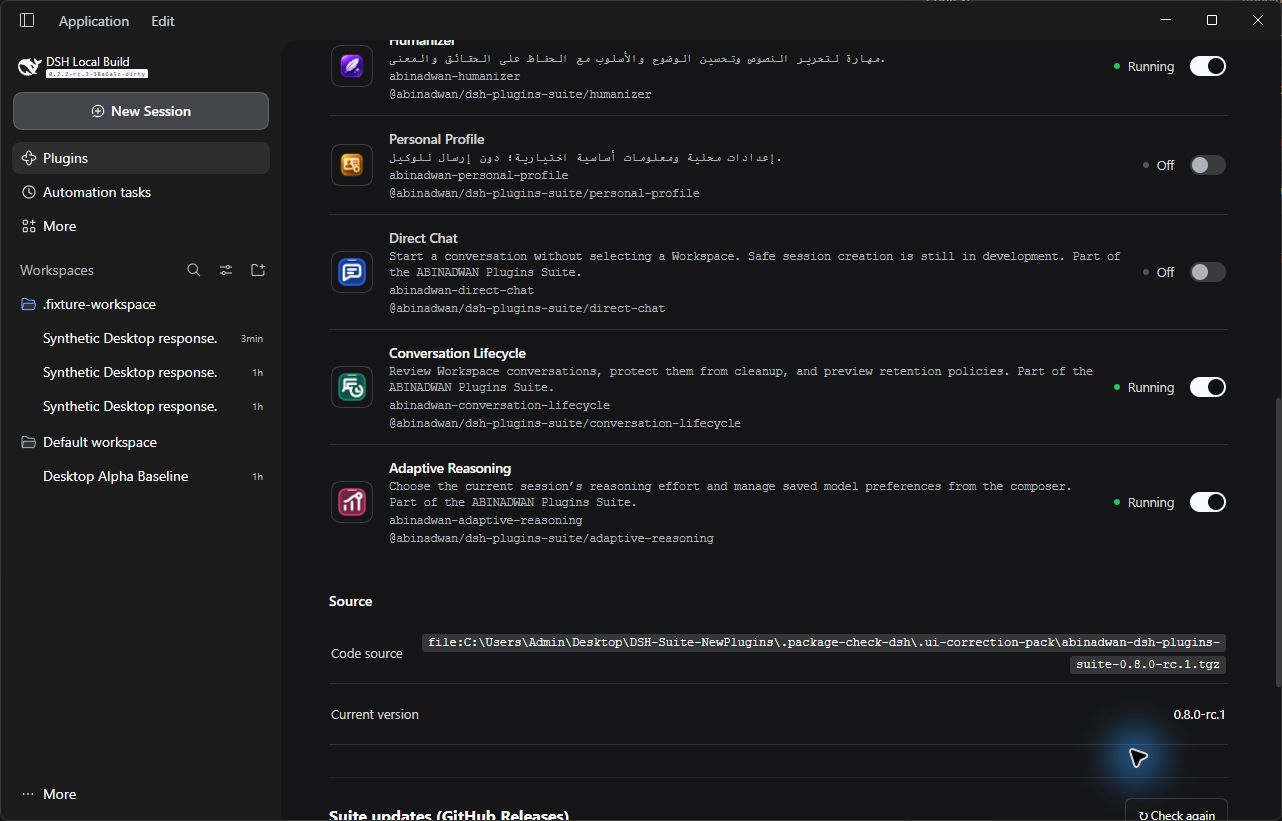 Application Edit
DSH Local Build
0.2.2-rc.3-38a6a5c-dirty
New Session
Plugins
Automation tasks
More
Workspaces
.fixture-workspace
Synthetic Desktop response. 3min
Synthetic Desktop response. 1h
Synthetic Desktop response. 1h
Default workspace
Desktop Alpha Baseline 1h
More
Humanizer
مهارة لتحرير النصوص وتحسين الوضوح والأسلوب مع الحفاظ على الحقائق والمعنى.
abinadwan-humanizer
@abinadwan/dsh-plugins-suite/humanizer
Running
Personal Profile
إعدادات محلية ومعلومات أساسية اختيارية؛ دون إرسال للوكيل.
abinadwan-personal-profile
@abinadwan/dsh-plugins-suite/personal-profile
Off
Direct Chat
Start a conversation without selecting a Workspace. Safe session creation is still in development. Part of
the ABINADWAN Plugins Suite.
abinadwan-direct-chat
@abinadwan/dsh-plugins-suite/direct-chat
Off
Conversation Lifecycle
Review Workspace conversations, protect them from cleanup, and preview retention policies. Part of the
ABINADWAN Plugins Suite.
abinadwan-conversation-lifecycle
@abinadwan/dsh-plugins-suite/conversation-lifecycle
Running
Adaptive Reasoning
Choose the current session’s reasoning effort and manage saved model preferences from the composer.
Part of the ABINADWAN Plugins Suite.
abinadwan-adaptive-reasoning
@abinadwan/dsh-plugins-suite/adaptive-reasoning
Running
Source
Code source
file:C:\Users\Admin\Desktop\DSH-Suite-NewPlugins\.package-check-dsh\.ui-correction-pack\abinadwan-dsh-plugins-
suite-0.8.0-rc.1.tgz
Current version 0.8.0-rc.1
Suite updates (GitHub Releases)
Check again